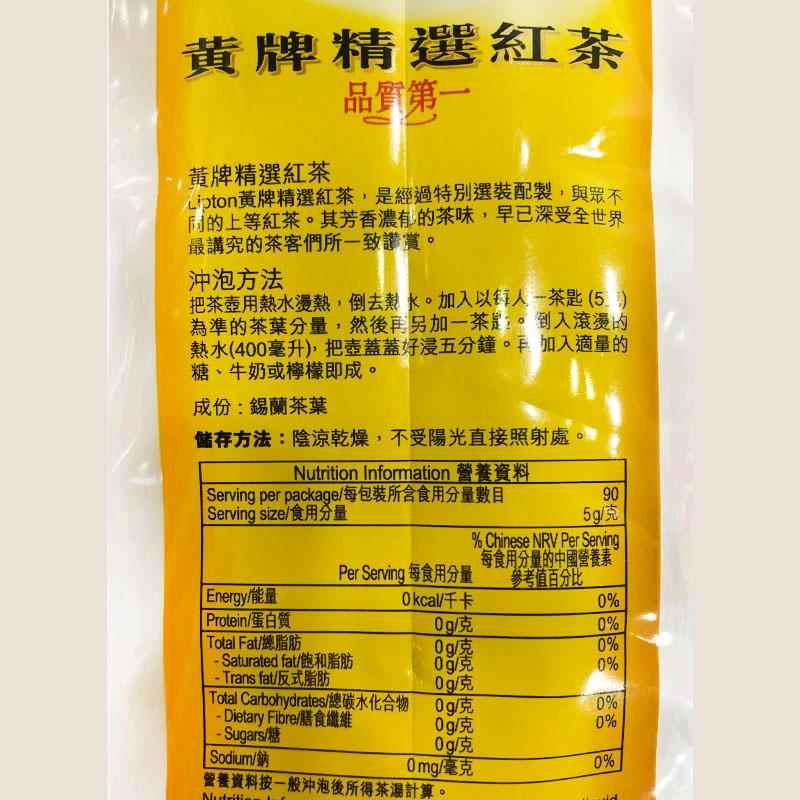 黃牌精選紅茶
品質第一
黃牌精選紅茶
Lipton黃牌精選紅茶，是經過特別選裝配製，與眾不
同的上等紅茶。其芳香濃郁的茶味，早已深受全世界
最講究的茶客們所一致讚賞。
沖泡方法
把茶壺用熱水燙熱，倒去熱水。加入以每人一茶匙 (5克)
為準的茶葉分量，然後再另加一茶匙。倒入滾燙的
熱水(400毫升)，把壺蓋蓋好浸五分鐘。再加入適量的
糖、牛奶或檸檬即成。
成份：錫蘭茶葉
儲存方法：陰涼乾燥，不受陽光直接照射處。
Nutrition Information 營養資料
Serving per package/每包裝所含食用分量數目 90
Serving size/食用分量 5g/克
% Chinese NRV Per Serving
每食用分量的中國營養素
Per Serving 每食用分量 參考值百分比
Energy/能量 0 kcal/千卡 0%
Protein/蛋白質 0 g/克 0%
Total Fat/總脂肪 0 g/克 0%
- Saturated fat/飽和脂肪 0 g/克 0%
- Trans fat/反式脂肪 0 g/克
Total Carbohydrates/總碳水化合物 0 g/克 0%
- Dietary Fibre/膳食纖維 0 g/克 0%
- Sugars/糖 0 g/克
Sodium/鈉 0 mg/毫克 0%
營養資料按一般沖泡後所得茶湯計算。